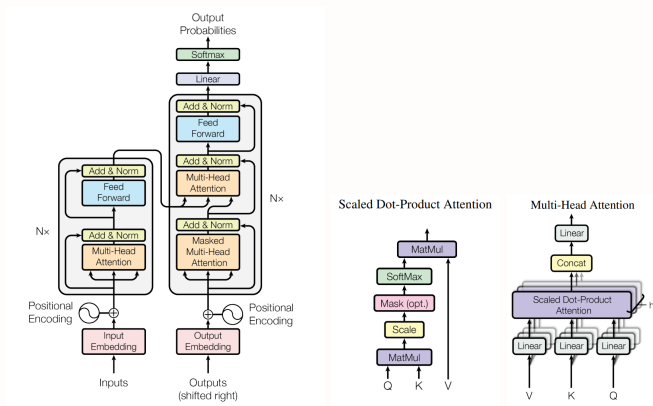 Output
Probabilities
Softmax
Linear
Add & Norm
Feed
Forward
Add & Norm
Multi-Head
Attention
Add & Norm
Masked
Multi-Head
Attention
N×
Positional
Encoding
Output
Embedding
Outputs
(shifted right)
Add & Norm
Feed
Forward
N×
Add & Norm
Multi-Head
Attention
Positional
Encoding
Input
Embedding
Inputs
Scaled Dot-Product Attention
MatMul
SoftMax
Mask (opt.)
Scale
MatMul
Q K V
Multi-Head Attention
Linear
Concat
Scaled Dot-Product
Attention
h
Linear Linear Linear
V K Q